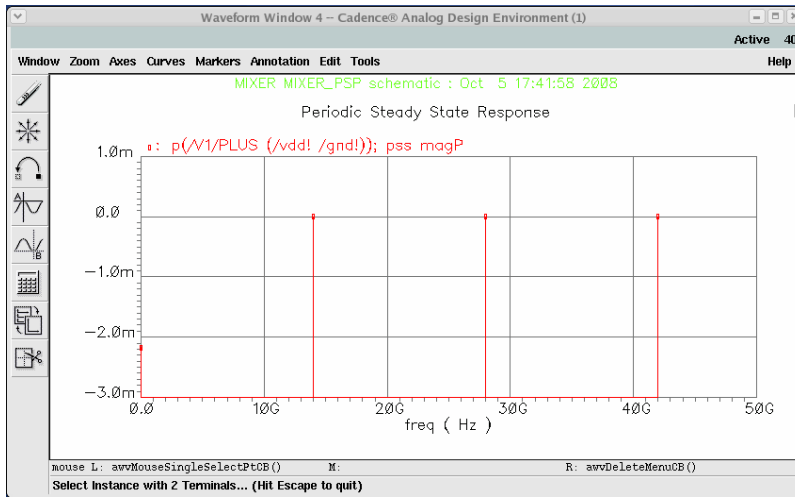 Waveform Window 4 – Cadence® Analog Design Environment (1)
Active 40
Window Zoom Axes Curves Markers Annotation Edit Tools Help
MIXER MIXER_PSP schematic : Oct 5 17:41:58 2008
Periodic Steady State Response
▯: p(/V1/PLUS (/vdd! /gnd!)); pss magP
1.0m
0.0
−1.0m
−2.0m
−3.0m
0.0 10G 20G 30G 40G 50G
freq ( Hz )
A
B
mouse L: awvMouseSingleSelectPtCB() M: R: awvDeleteMenuCB()
Select Instance with 2 Terminals... (Hit Escape to quit)